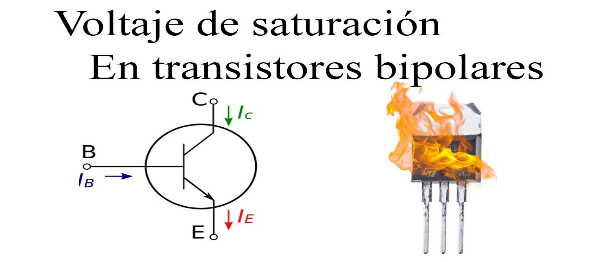 Voltaje de saturación
En transistores bipolares
C
IC
B
IB
IE
E